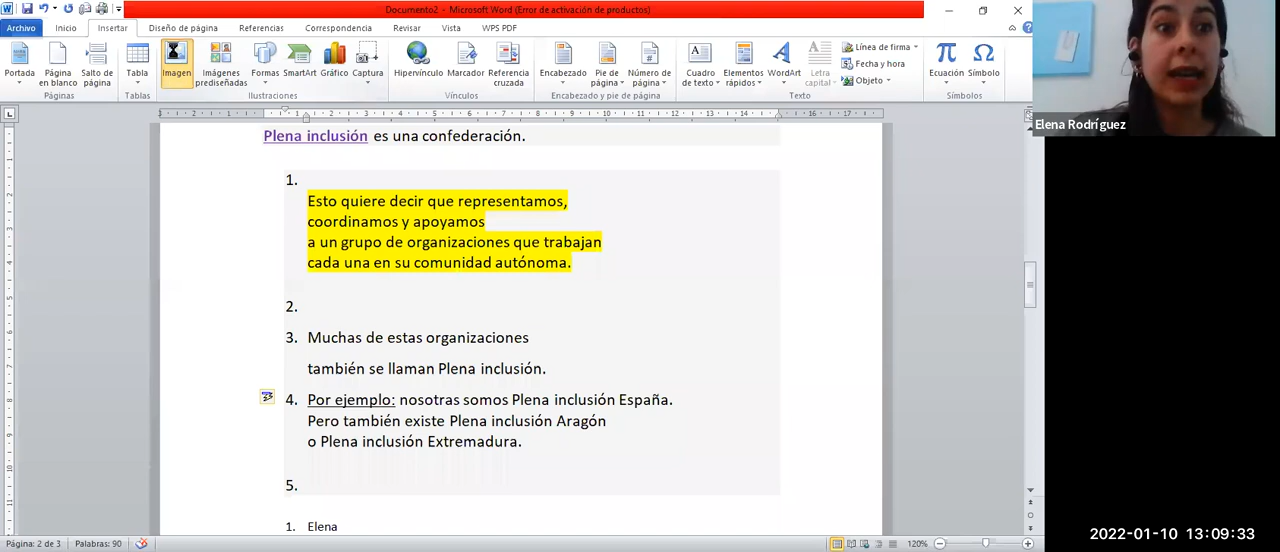 Documento2 - Microsoft Word (Error de activación de productos)
Archivo Inicio Insertar Diseño de página Referencias Correspondencia Revisar Vista WPS PDF
Portada Página en blanco Salto de página
Páginas
Tabla
Tablas
Imagen Imágenes prediseñadas Formas SmartArt Gráfico Captura
Ilustraciones
Hipervínculo Marcador Referencia cruzada
Vínculos
Encabezado Pie de página Número de página
Encabezado y pie de página
Cuadro de texto Elementos rápidos WordArt Letra capital
Línea de firma
Fecha y hora
Objeto
Texto
Ecuación Símbolo
Símbolos
Elena Rodríguez
Plena inclusión es una confederación.
1.
Esto quiere decir que representamos,
coordinamos y apoyamos
a un grupo de organizaciones que trabajan
cada una en su comunidad autónoma.
2.
3. Muchas de estas organizaciones
también se llaman Plena inclusión.
4. Por ejemplo: nosotras somos Plena inclusión España.
Pero también existe Plena inclusión Aragón
o Plena inclusión Extremadura.
5.
1. Elena
Página: 2 de 3 Palabras: 90 120%
2022-01-10 13:09:33